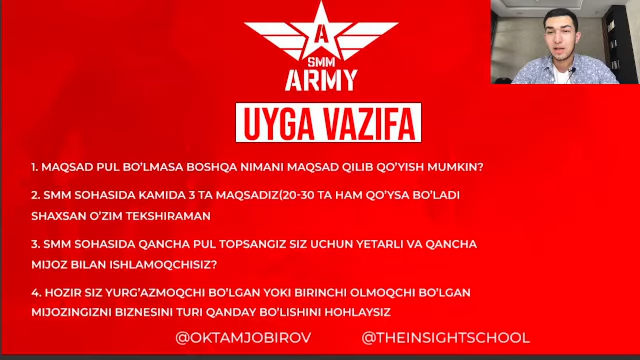 A
SMM
ARMY
UYGA VAZIFA
1. MAQSAD PUL BO'LMASA BOSHQA NIMANI MAQSAD QILIB QO'YISH MUMKIN?
2. SMM SOHASIDA KAMIDA 3 TA MAQSADIZ(20-30 TA HAM QO'YSA BO'LADI
SHAXSAN O'ZIM TEKSHIRAMAN
3. SMM SOHASIDA QANCHA PUL TOPSANGIZ SIZ UCHUN YETARLI VA QANCHA
MIJOZ BILAN ISHLAMOQCHISIZ?
4. HOZIR SIZ YURG'AZMOQCHI BO'LGAN YOKI BIRINCHI OLMOQCHI BO'LGAN
MIJOZINGIZNI BIZNESINI TURI QANDAY BO'LISHINI HOHLAYSIZ
@OKTAMJOBIROV @THEINSIGHTSCHOOL